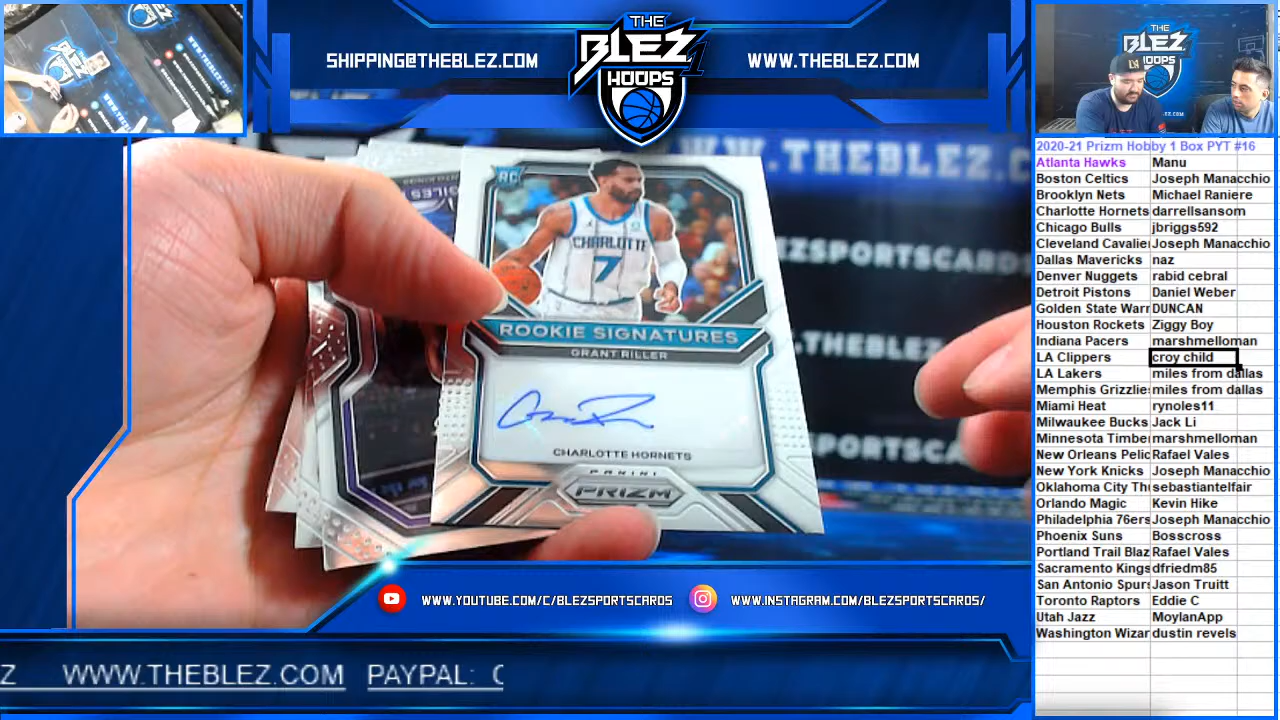 THE
BLEZ
HOOPS
SHIPPING@THEBLEZ.COM
WWW.THEBLEZ.COM
THE
BLEZ
HOOPS
WWW.THEBLEZ.C
EZSPORTSCARDS
.THEBLEZ.COM
SPORTSCA
RC
CHARLOTTE
7
ROOKIE SIGNATURES
GRANT RILLER
CHARLOTTE HORNETS
PANINI
PRIZM
2020-21 Prizm Hobby 1 Box PYT #16
Atlanta Hawks Manu
Boston Celtics Joseph Manacchio
Brooklyn Nets Michael Raniere
Charlotte Hornets darrellsansom
Chicago Bulls jbriggs592
Cleveland Cavalie Joseph Manacchio
Dallas Mavericks naz
Denver Nuggets rabid cebral
Detroit Pistons Daniel Weber
Golden State Warr DUNCAN
Houston Rockets Ziggy Boy
Indiana Pacers marshmelloman
LA Clippers croy child
LA Lakers miles from dallas
Memphis Grizzlie miles from dallas
Miami Heat rynoles11
Milwaukee Bucks Jack Li
Minnesota Timbe marshmelloman
New Orleans Pelic Rafael Vales
New York Knicks Joseph Manacchio
Oklahoma City Th sebastiantelfair
Orlando Magic Kevin Hike
Philadelphia 76ers Joseph Manacchio
Phoenix Suns Bosscross
Portland Trail Blaz Rafael Vales
Sacramento Kings dfriedm85
San Antonio Spurs Jason Truitt
Toronto Raptors Eddie C
Utah Jazz MoylanApp
Washington Wizar dustin revels
WWW.YOUTUBE.COM/C/BLEZSPORTSCARDS
WWW.INSTAGRAM.COM/BLEZSPORTSCARDS/
Z WWW.THEBLEZ.COM PAYPAL: C